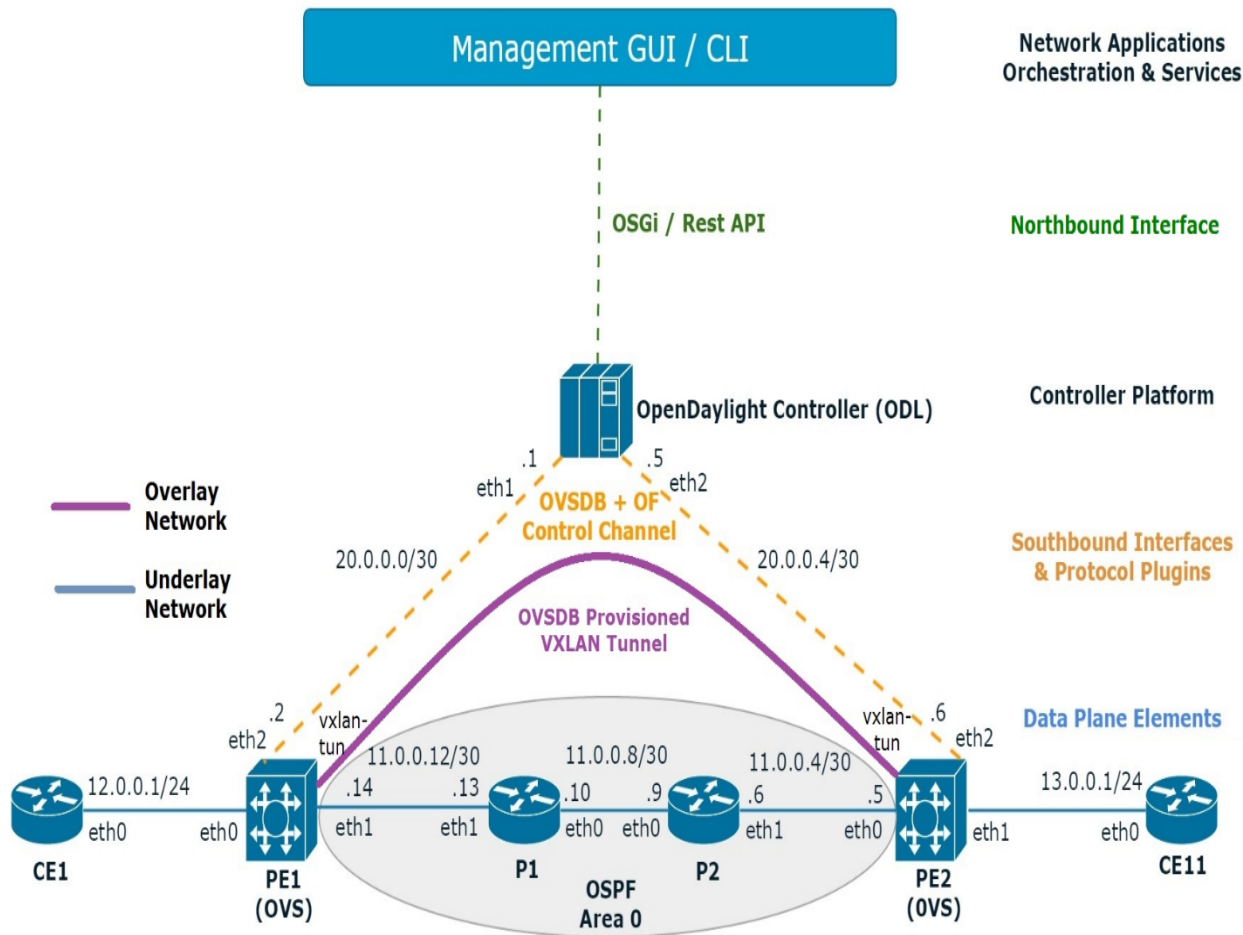 Management GUI / CLI
Network Applications
Orchestration & Services
OSGi / Rest API
Northbound Interface
OpenDaylight Controller (ODL)
Controller Platform
.1
.5
eth1
eth2
Overlay
Network
Underlay
Network
OVSDB + OF
Control Channel
20.0.0.0/30
20.0.0.4/30
Southbound Interfaces
& Protocol Plugins
OVSDB Provisioned
VXLAN Tunnel
.2
eth2
vxlan-
tun
vxlan-
tun
.6
eth2
Data Plane Elements
11.0.0.12/30
11.0.0.8/30
11.0.0.4/30
12.0.0.1/24
13.0.0.1/24
.14
.13
.10
.9
.6
.5
eth0
eth0
eth1
eth1
eth0
eth0
eth1
eth0
eth1
eth0
CE1
PE1
(OVS)
P1
P2
PE2
(0VS)
CE11
OSPF
Area 0